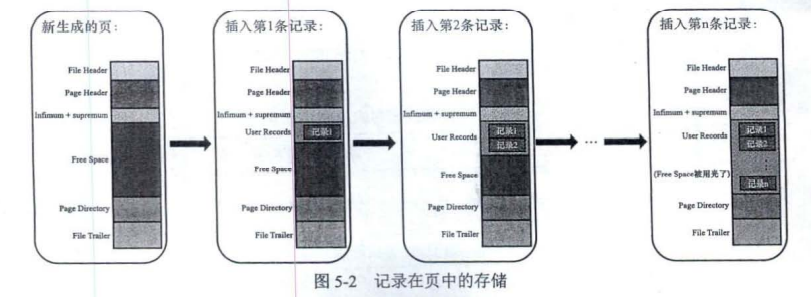 新生成的页：
File Header
Page Header
Infimum + supremum
Free Space
Page Directory
File Trailer
插入第1条记录：
File Header
Page Header
Infimum + supremum
User Records
记录1
Free Space
Page Directory
File Trailer
插入第2条记录：
File Header
Page Header
Infimum + supremum
User Records
记录1
记录2
Free Space
Page Directory
File Trailer
...
插入第n条记录：
File Header
Page Header
Infimum + supremum
User Records
记录1
记录2
(Free Space被用光了)
记录n
Page Directory
File Trailer
图 5-2 记录在页中的存储